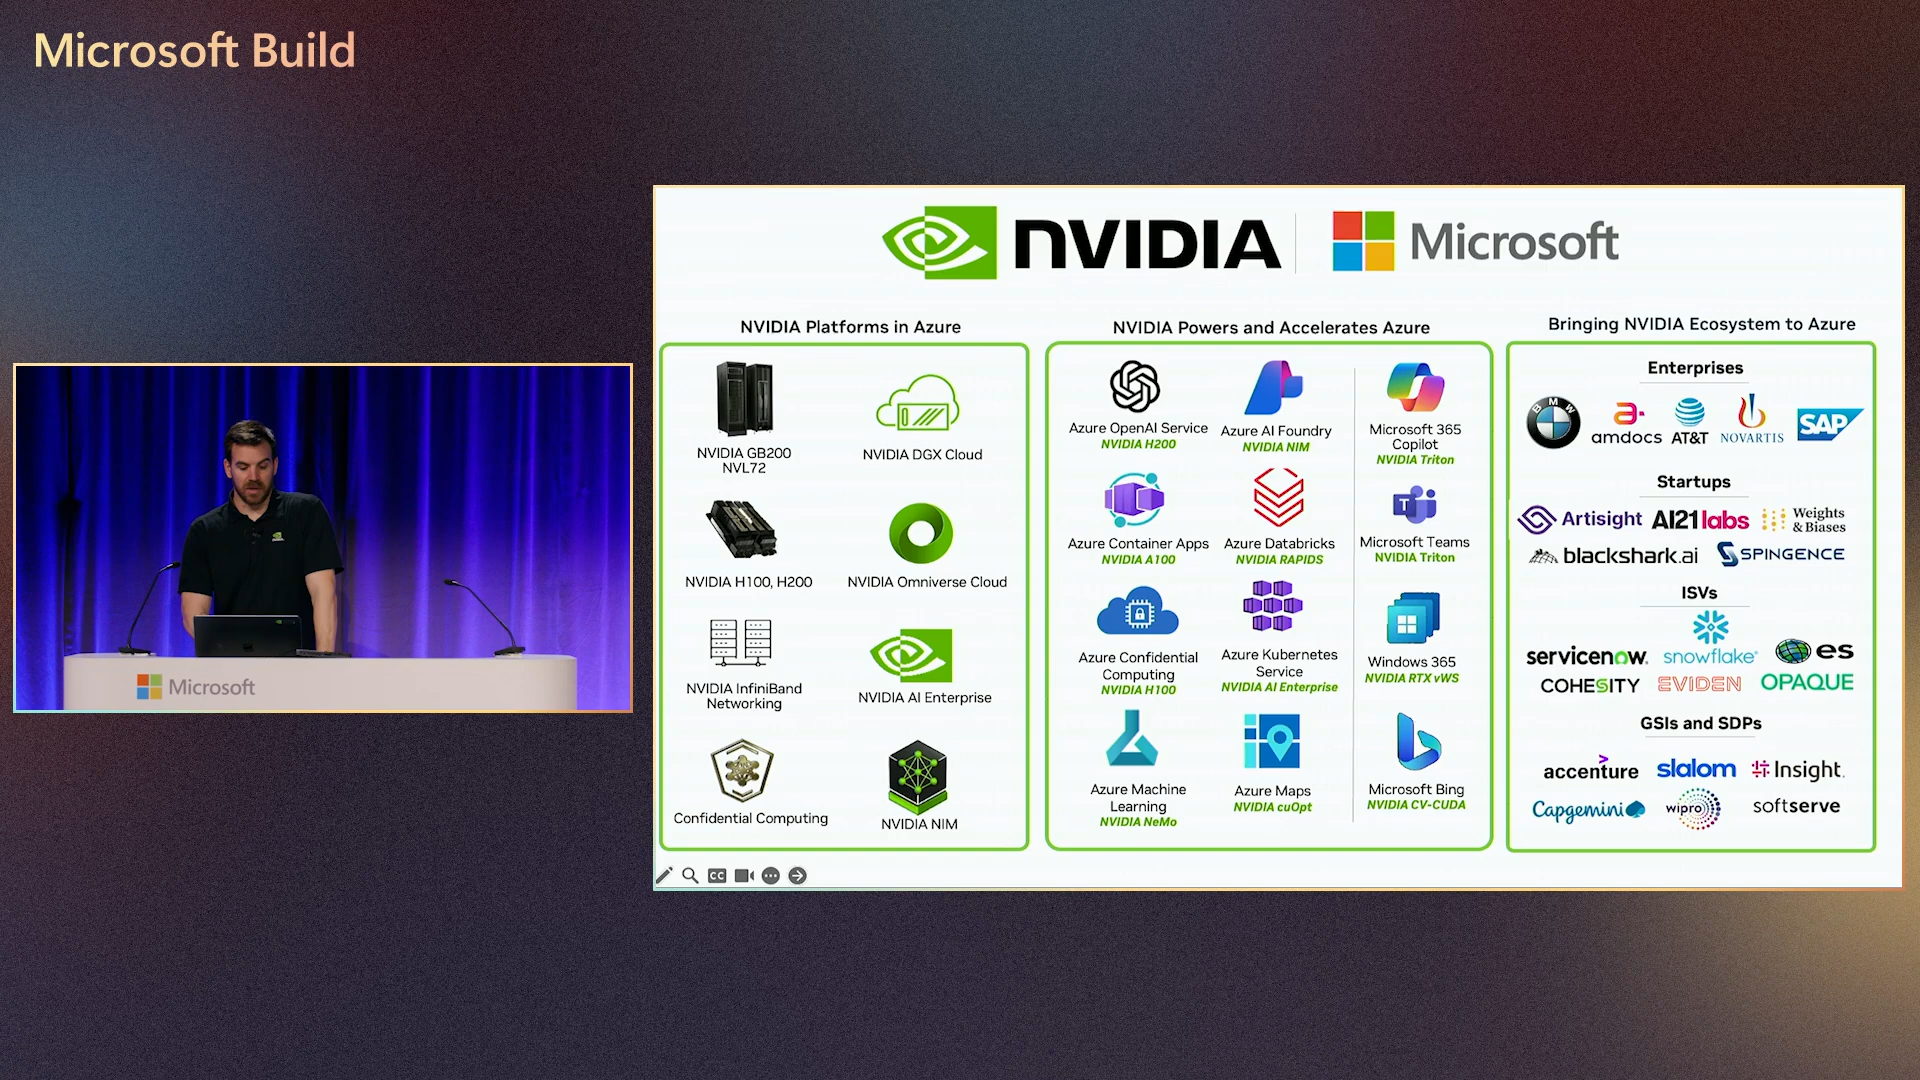 Microsoft Build
Microsoft
NVIDIA
Microsoft
NVIDIA Platforms in Azure
NVIDIA GB200
NVL72
NVIDIA DGX Cloud
NVIDIA H100, H200
NVIDIA Omniverse Cloud
NVIDIA InfiniBand
Networking
NVIDIA AI Enterprise
Confidential Computing
NVIDIA NIM
NVIDIA Powers and Accelerates Azure
Azure OpenAI Service
NVIDIA H200
Azure AI Foundry
NVIDIA NIM
Microsoft 365
Copilot
NVIDIA Triton
Azure Container Apps
NVIDIA A100
Azure Databricks
NVIDIA RAPIDS
T
Microsoft Teams
NVIDIA Triton
Azure Confidential
Computing
NVIDIA H100
Azure Kubernetes
Service
NVIDIA AI Enterprise
Windows 365
NVIDIA RTX vWS
Azure Machine
Learning
NVIDIA NeMo
Azure Maps
NVIDIA cuOpt
Microsoft Bing
NVIDIA CV-CUDA
Bringing NVIDIA Ecosystem to Azure
Enterprises
BMW
amdocs
AT&T
NOVARTIS
SAP
Startups
Artisight
AI21labs
Weights
& Biases
blackshark.ai
SPINGENCE
ISVs
servicenow.
snowflake
es
COHESITY
EVIDEN
OPAQUE
GSIs and SDPs
accenture
slalom
Insight.
Capgemini
wipro
softserve
CC